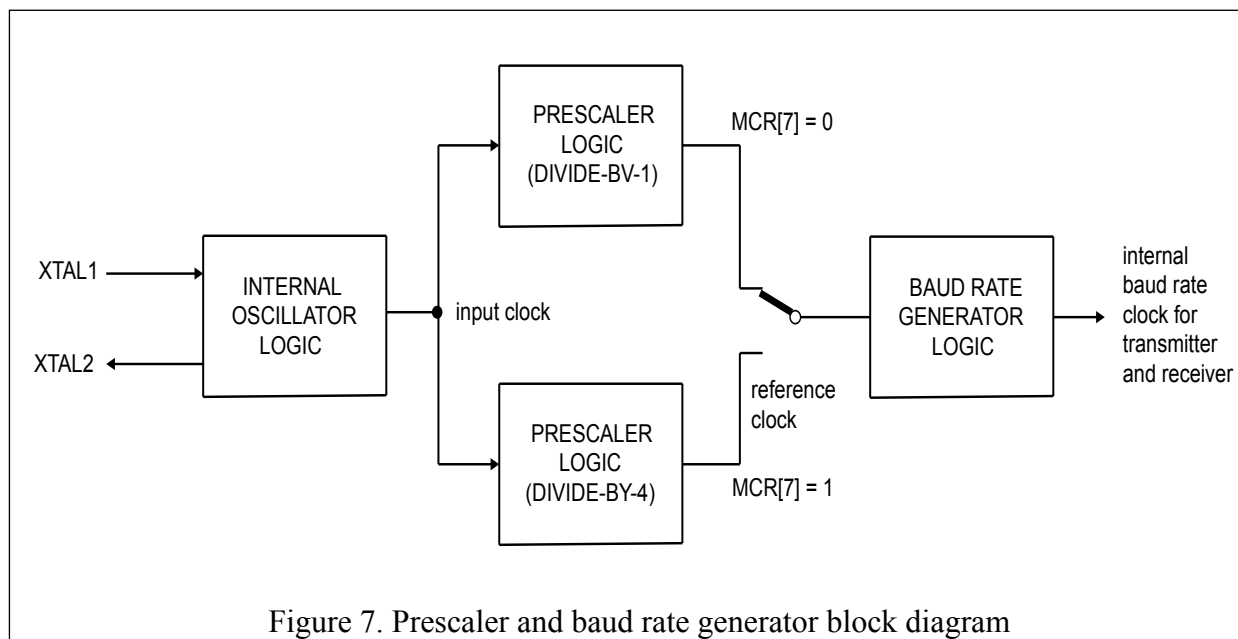 PRESCALER
LOGIC
(DIVIDE-BV-1)
MCR[7] = 0
XTAL1
XTAL2
INTERNAL
OSCILLATOR
LOGIC
input clock
BAUD RATE
GENERATOR
LOGIC
internal
baud rate
clock for
transmitter
and receiver
reference
clock
PRESCALER
LOGIC
(DIVIDE-BY-4)
MCR[7] = 1
Figure 7. Prescaler and baud rate generator block diagram